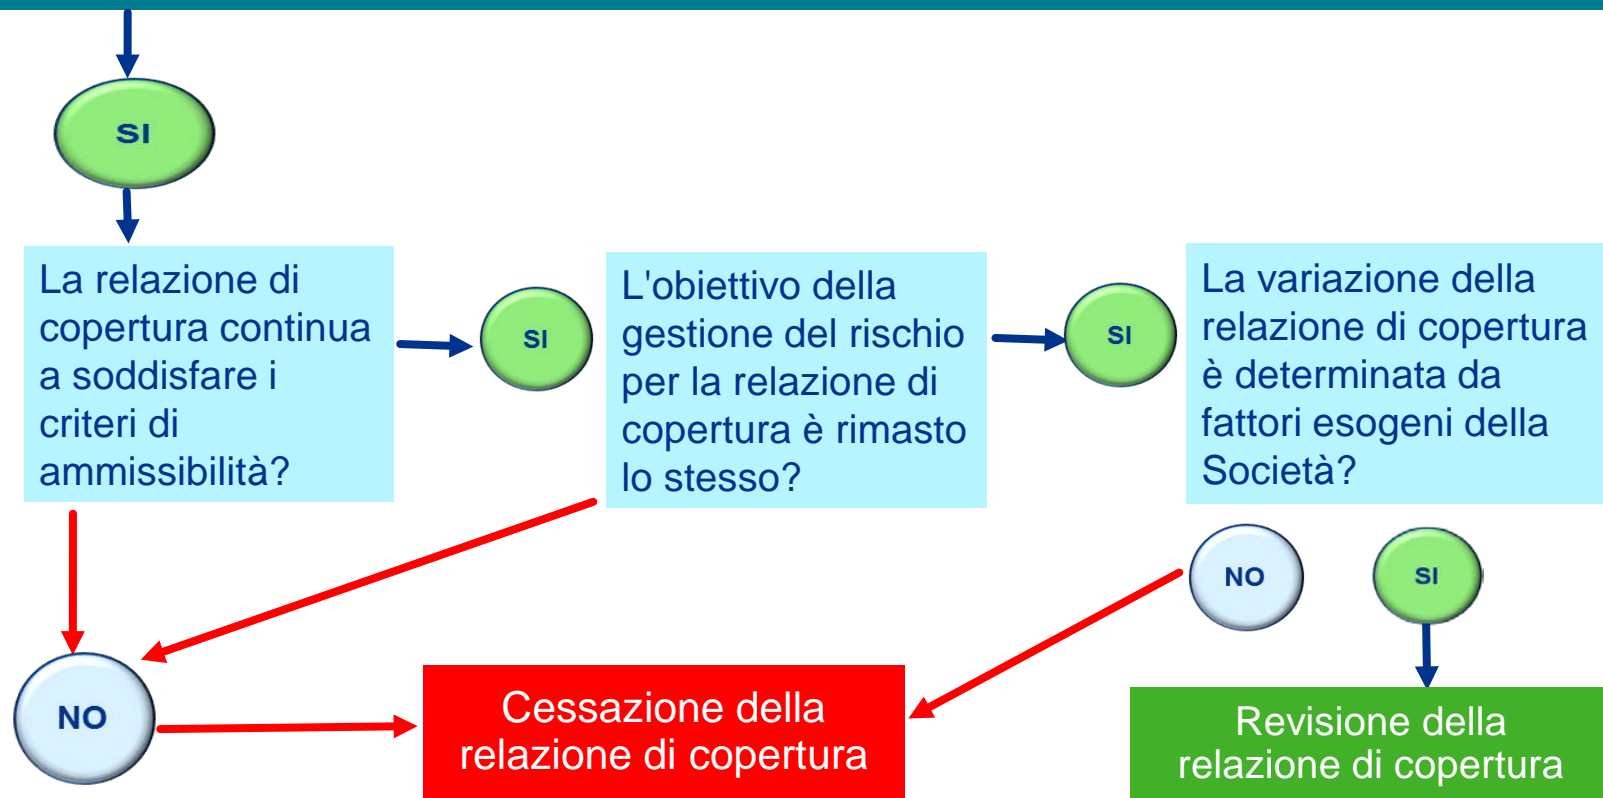 SI
La relazione di
copertura continua
a soddisfare i
criteri di
ammissibilità?
SI
L'obiettivo della
gestione del rischio
per la relazione di
copertura è rimasto
lo stesso?
SI
La variazione della
relazione di copertura
è determinata da
fattori esogeni della
Società?
NO
SI
NO
Cessazione della
relazione di copertura
Revisione della
relazione di copertura